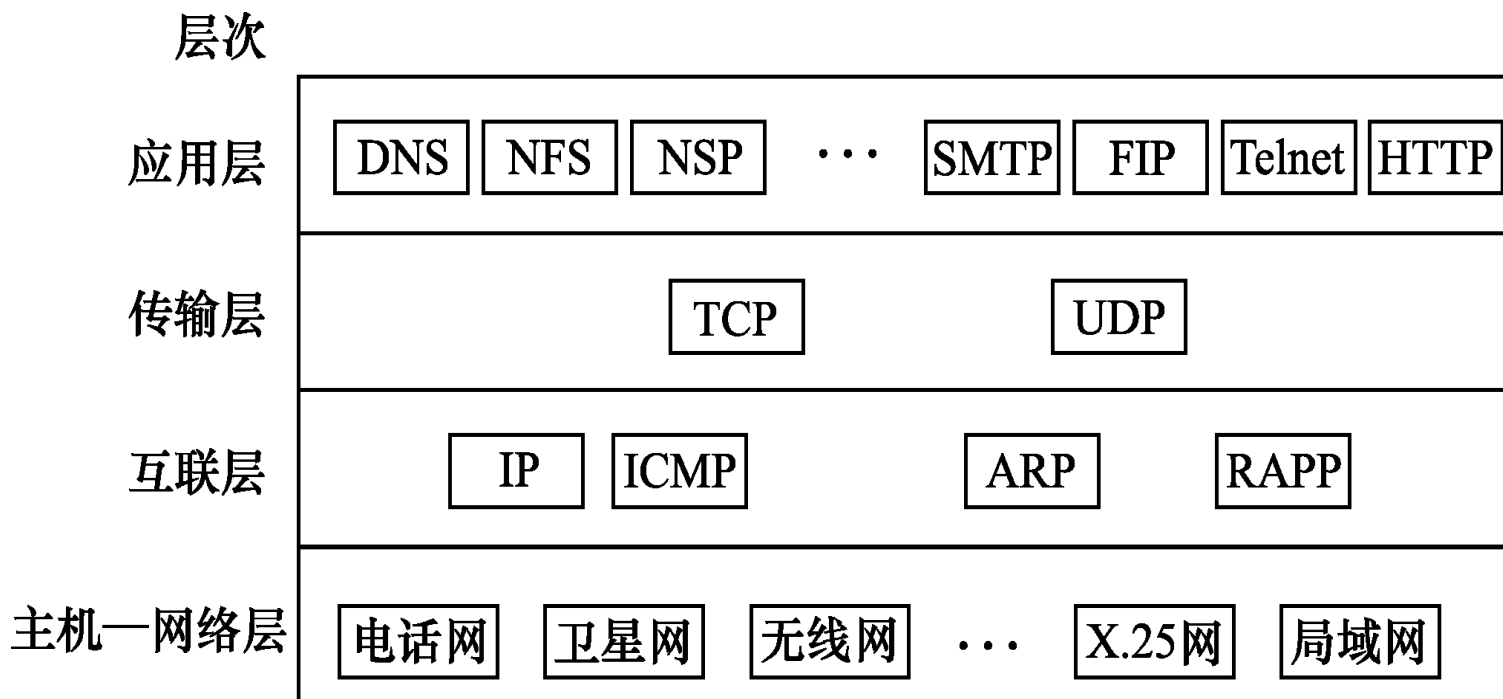 层次
应用层 DNS NFS NSP ··· SMTP FIP Telnet HTTP
传输层 TCP UDP
互联层 IP ICMP ARP RAPP
主机—网络层 电话网 卫星网 无线网 ··· X.25网 局域网